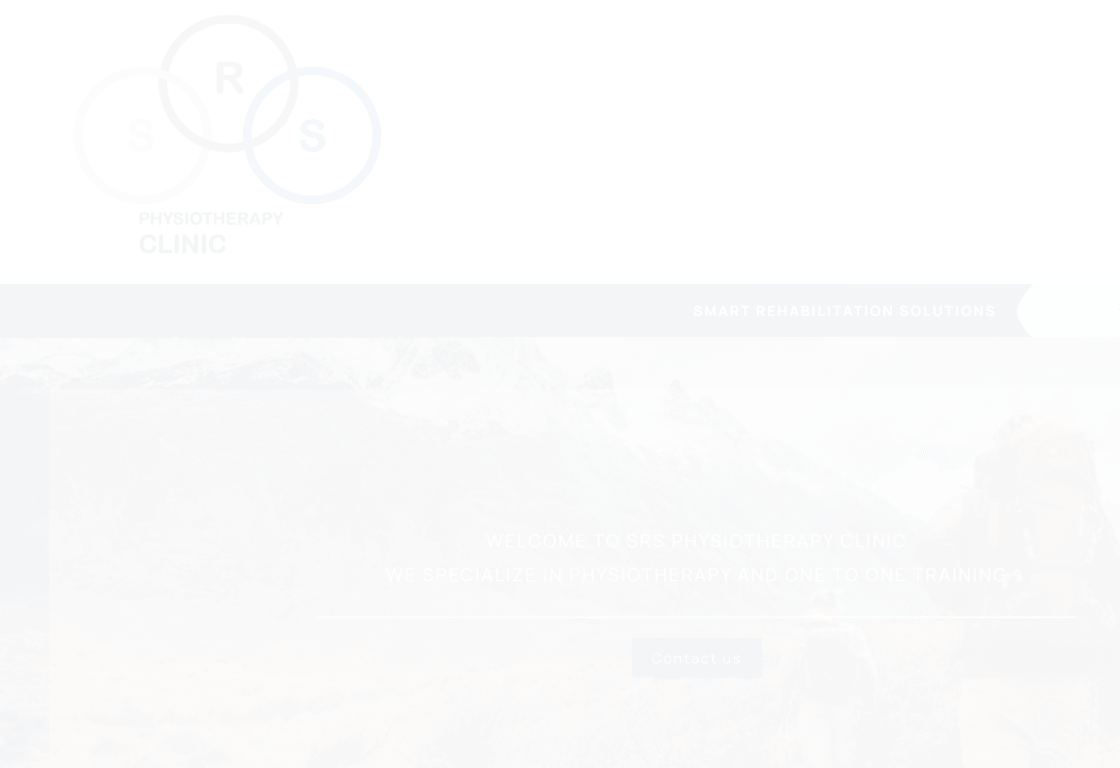 R
S
S
PHYSIOTHERAPY
CLINIC
SMART REHABILITATION SOLUTIONS
WELCOME TO SRS PHYSIOTHERAPY CLINIC
WE SPECIALIZE IN PHYSIOTHERAPY AND ONE TO ONE TRAINING
Contact us